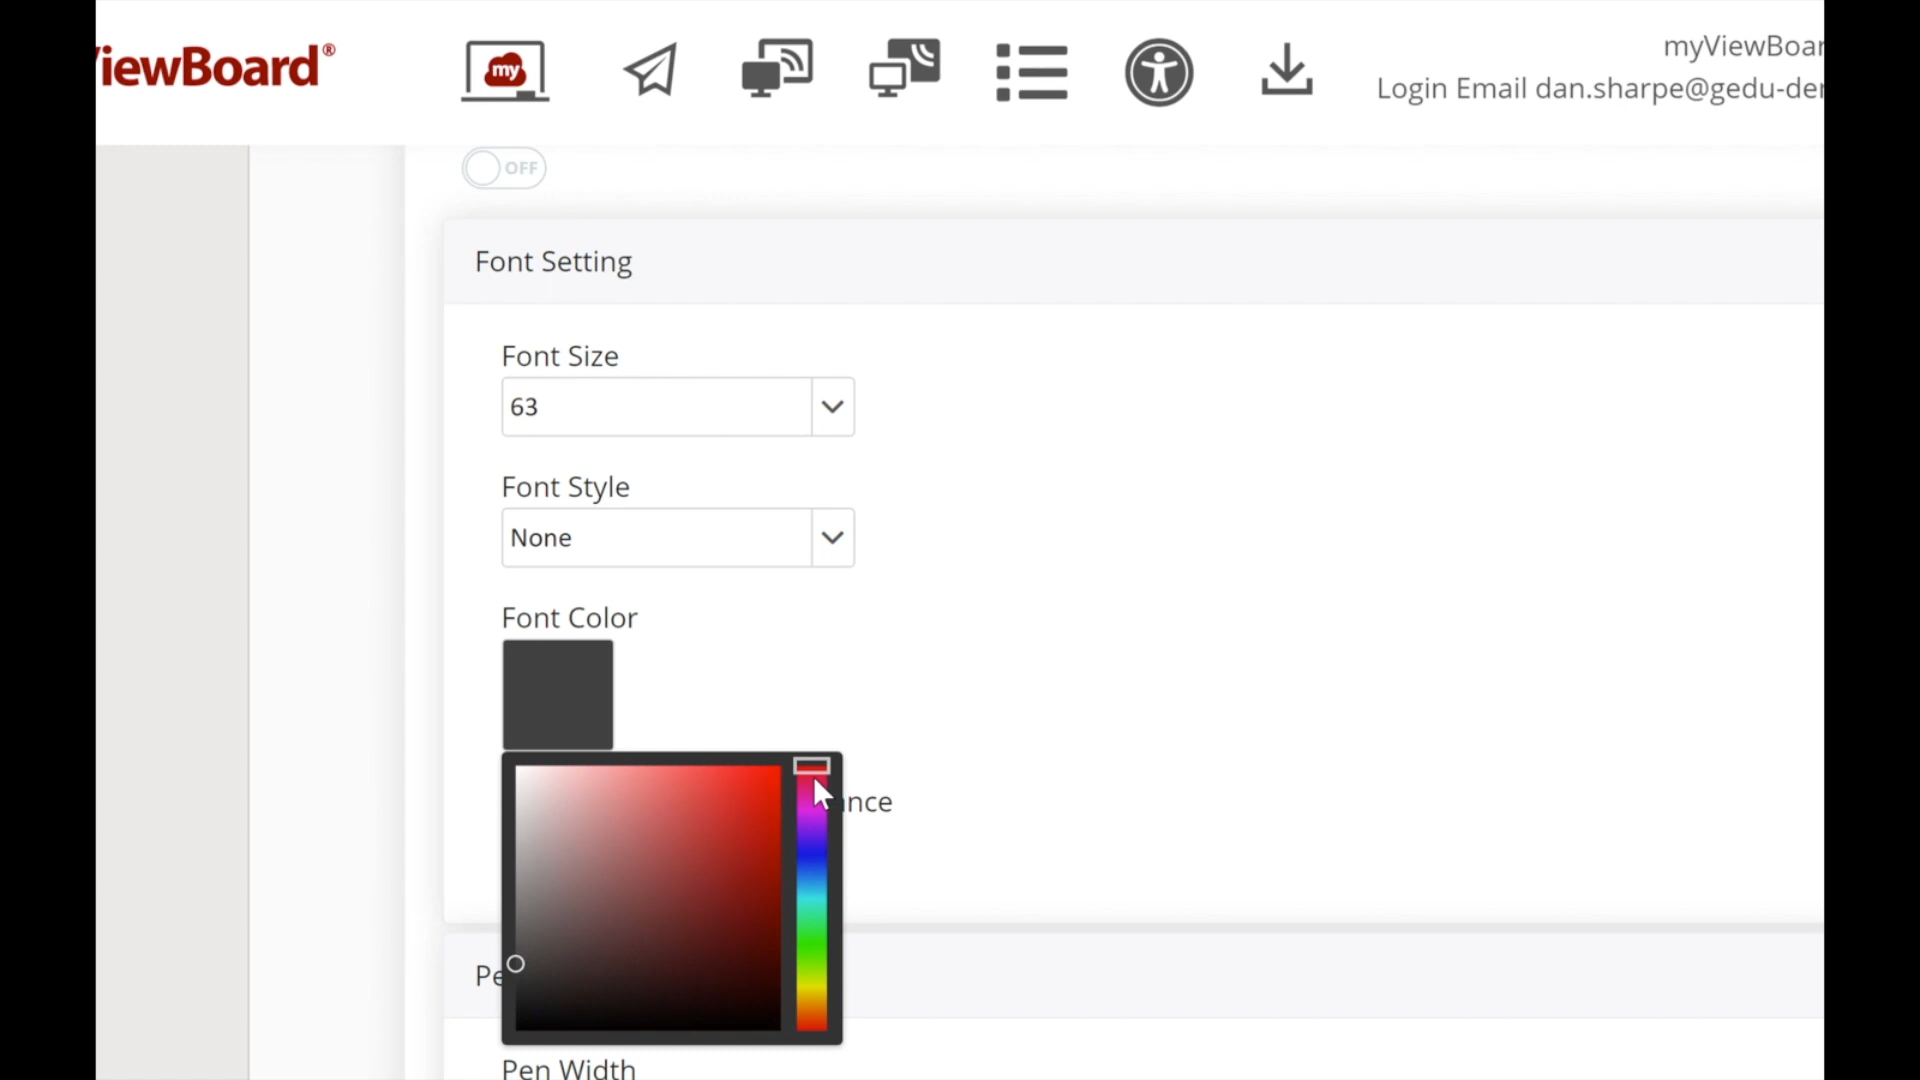 iewBoard®
my
myViewBoar
Login Email dan.sharpe@gedu-de
OFF
Font Setting
Font Size
63
Font Style
None
Font Color
nce
Pe
Pen Width